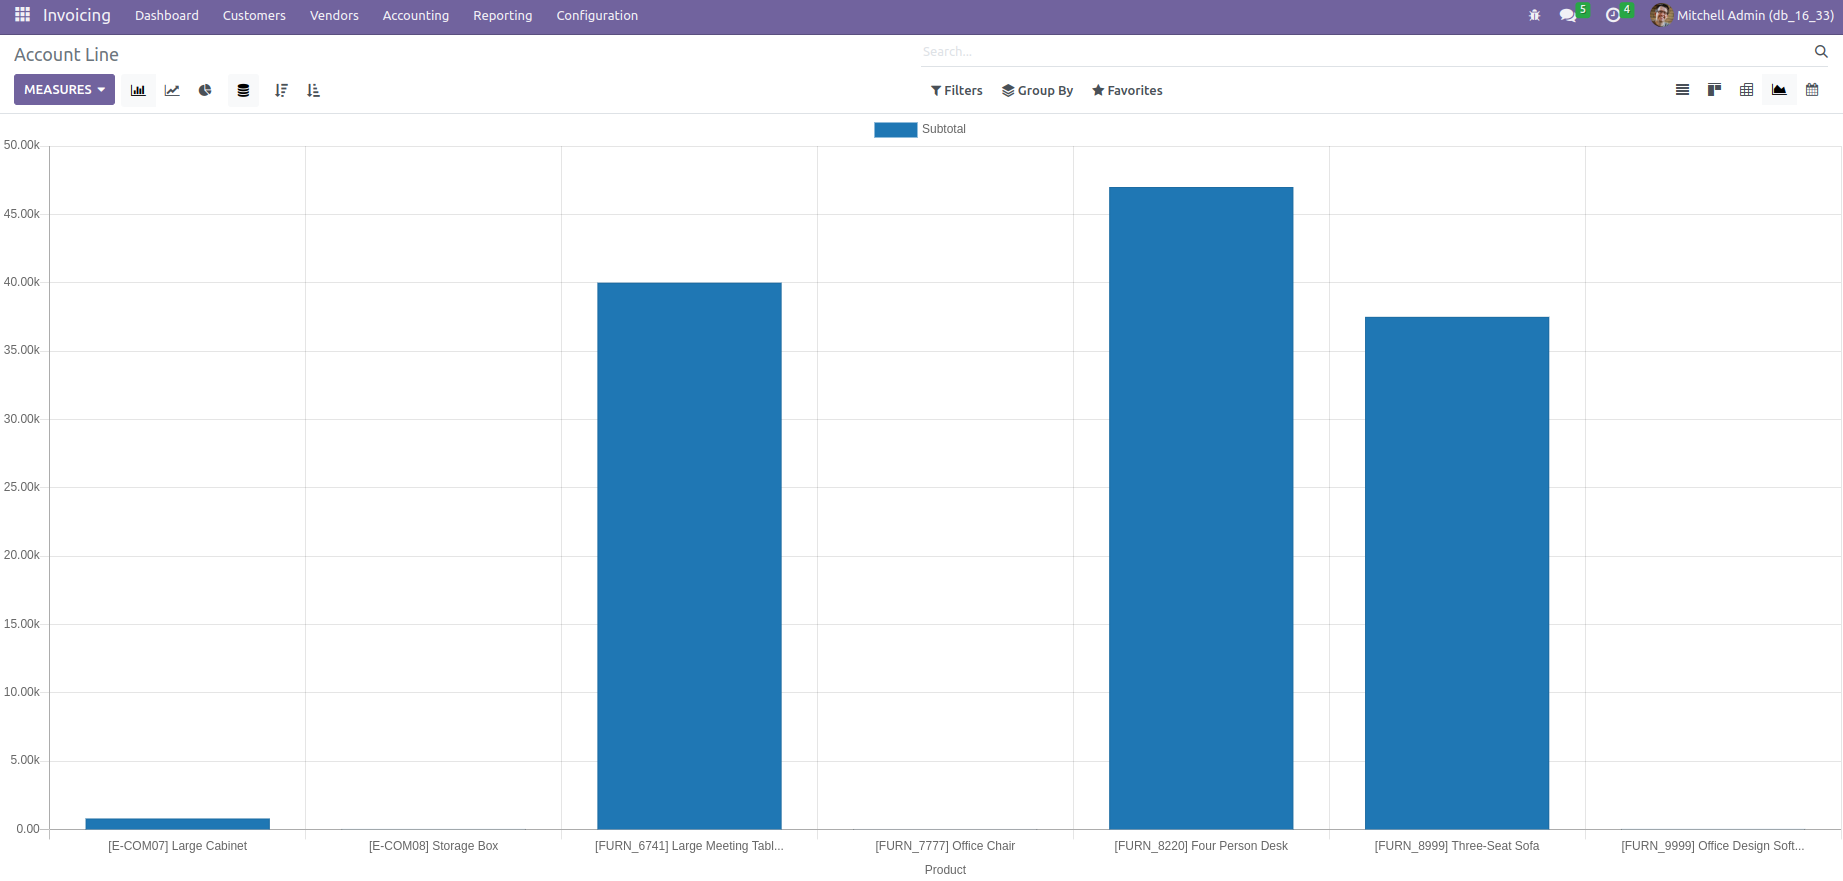 Invoicing Dashboard Customers Vendors Accounting Reporting Configuration 5 4 Mitchell Admin (db_16_33)
Account Line Search...
MEASURES Filters Group By Favorites
Subtotal
50.00k
45.00k
40.00k
35.00k
30.00k
25.00k
20.00k
15.00k
10.00k
5.00k
0.00
[E-COM07] Large Cabinet [E-COM08] Storage Box [FURN_6741] Large Meeting Tabl... [FURN_7777] Office Chair [FURN_8220] Four Person Desk [FURN_8999] Three-Seat Sofa [FURN_9999] Office Design Soft...
Product